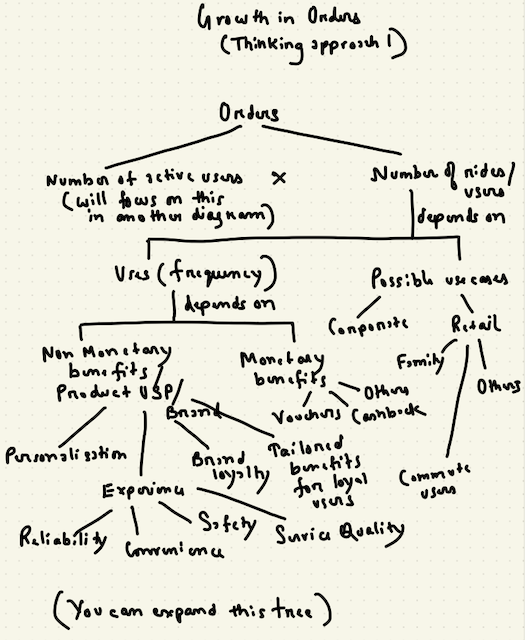 Growth in Orders
(Thinking approach 1)
Orders
Number of active users × Number of rides/
(will focus on this users
in another diagram)
depends on
Uses (frequency)
Possible use cases
depends on
Corporate Retail
Non Monetary
benefits/
Product USP/
Brand
Monetary
benefits
Family
Others
Others
Vouchers Cashback
Personalisation
Brand
loyalty
Tailored
benefits
for loyal
users
Commute
users
Experience
Reliability Convenience Safety Service Quality
(You can expand this tree)